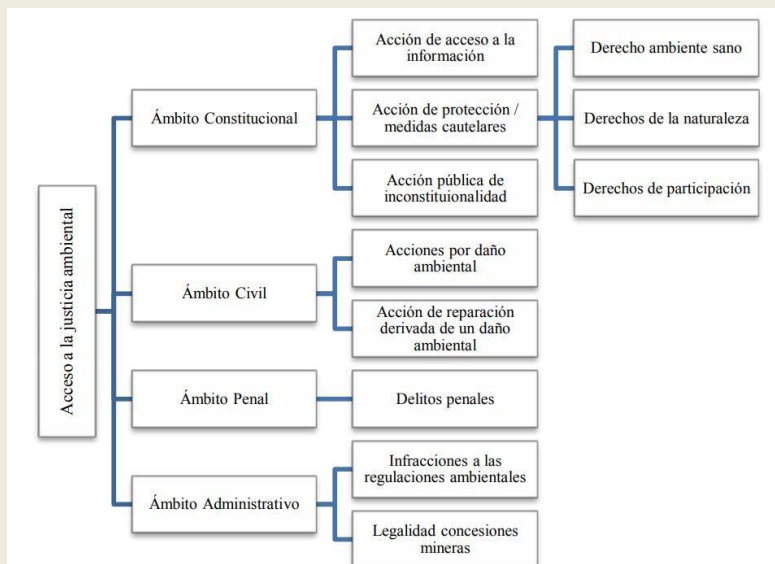 Acceso a la justicia ambiental
Ámbito Constitucional
Acción de acceso a la
información
Acción de protección /
medidas cautelares
Derecho ambiente sano
Derechos de la naturaleza
Derechos de participación
Acción pública de
inconstituionalidad
Ámbito Civil
Acciones por daño
ambiental
Acción de reparación
derivada de un daño
ambiental
Ámbito Penal
Delitos penales
Ámbito Administrativo
Infracciones a las
regulaciones ambientales
Legalidad concesiones
mineras